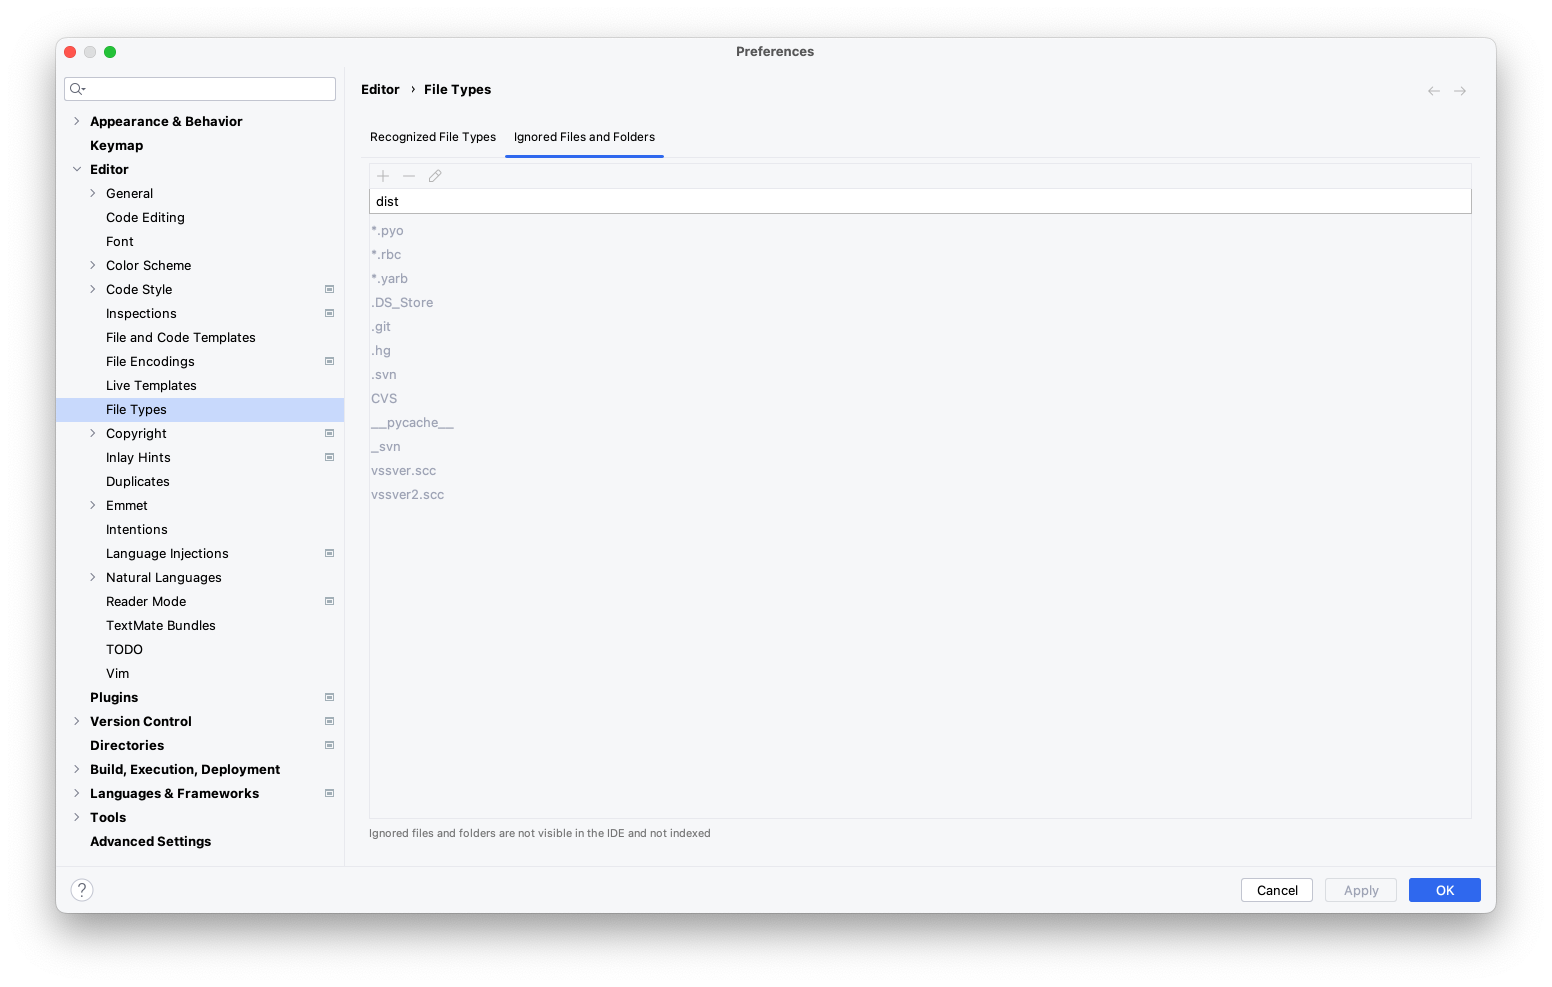 Preferences
Appearance & Behavior
Keymap
Editor
General
Code Editing
Font
Color Scheme
Code Style
Inspections
File and Code Templates
File Encodings
Live Templates
File Types
Copyright
Inlay Hints
Duplicates
Emmet
Intentions
Language Injections
Natural Languages
Reader Mode
TextMate Bundles
TODO
Vim
Plugins
Version Control
Directories
Build, Execution, Deployment
Languages & Frameworks
Tools
Advanced Settings
Editor › File Types
Recognized File Types Ignored Files and Folders
dist
*.pyo
*.rbc
*.yarb
.DS_Store
.git
.hg
.svn
CVS
__pycache__
_svn
vssver.scc
vssver2.scc
Ignored files and folders are not visible in the IDE and not indexed
? Cancel Apply OK